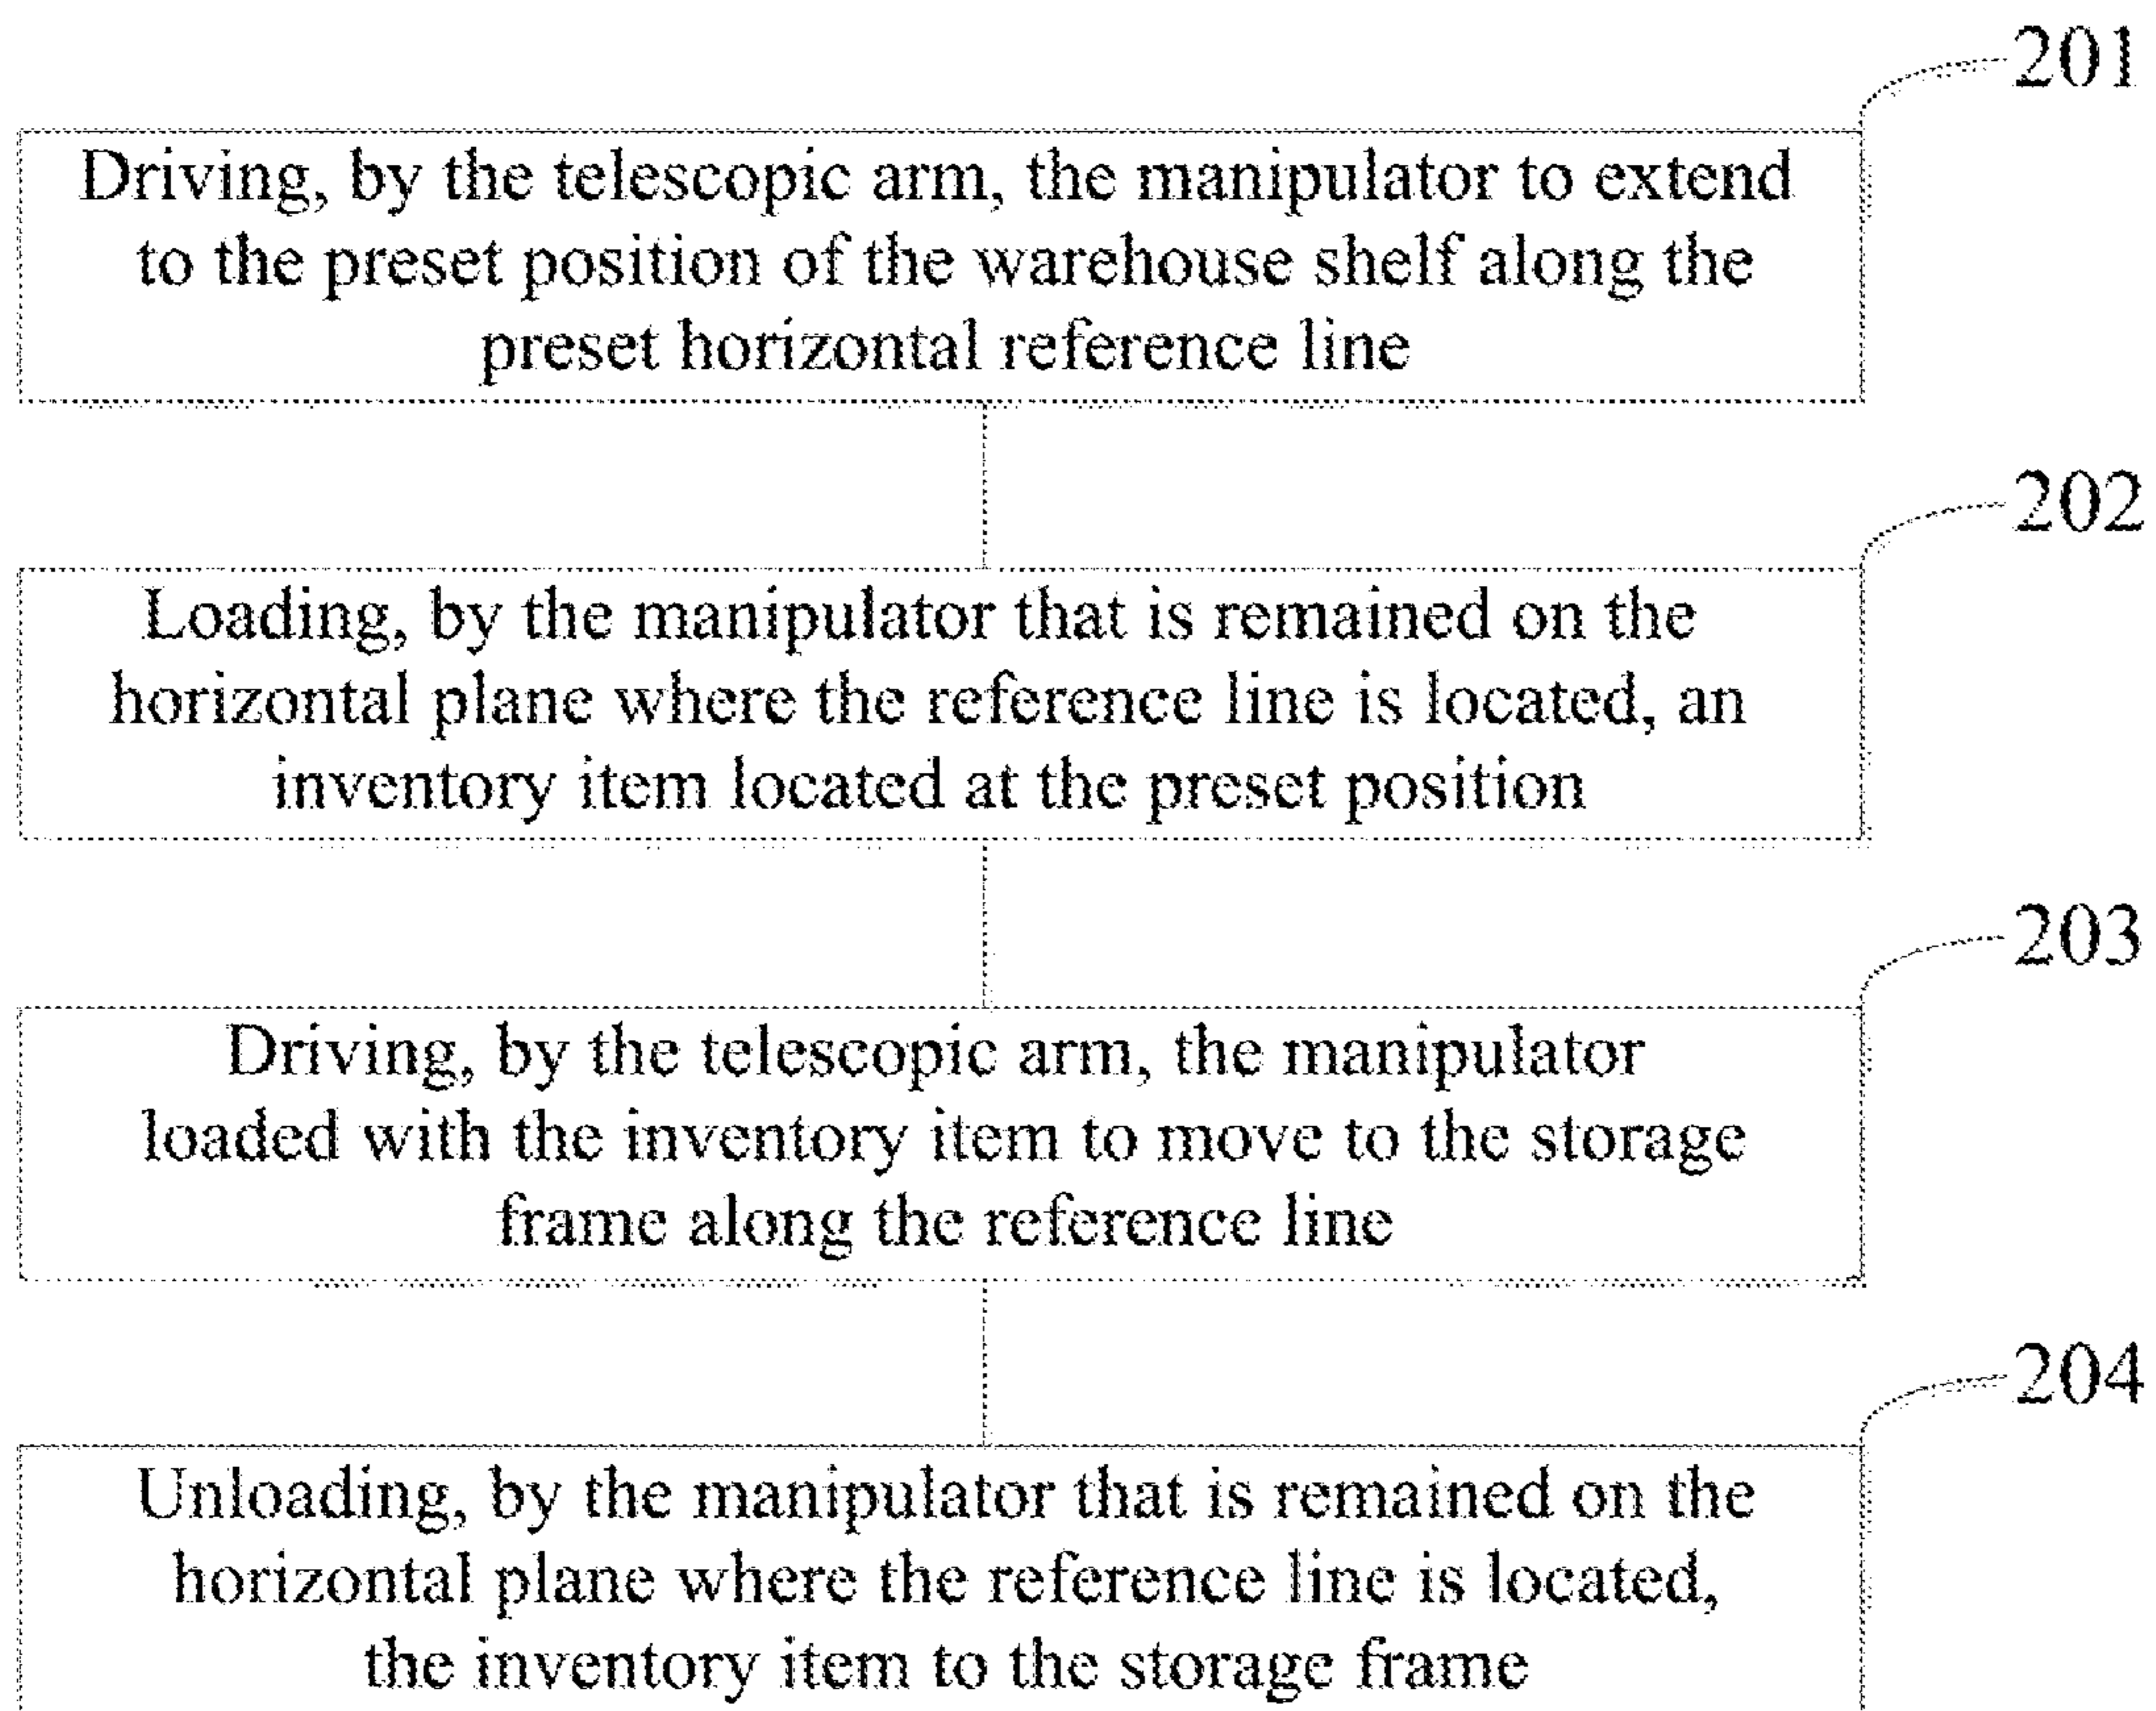 201
Driving, by the telescopic arm, the manipulator to extend
to the preset position of the warehouse shelf along the
preset horizontal reference line
202
Loading, by the manipulator that is remained on the
horizontal plane where the reference line is located, an
inventory item located at the preset position
203
Driving, by the telescopic arm, the manipulator
loaded with the inventory item to move to the storage
frame along the reference line
204
Unloading, by the manipulator that is remained on the
horizontal plane where the reference line is located,
the inventory item to the storage frame